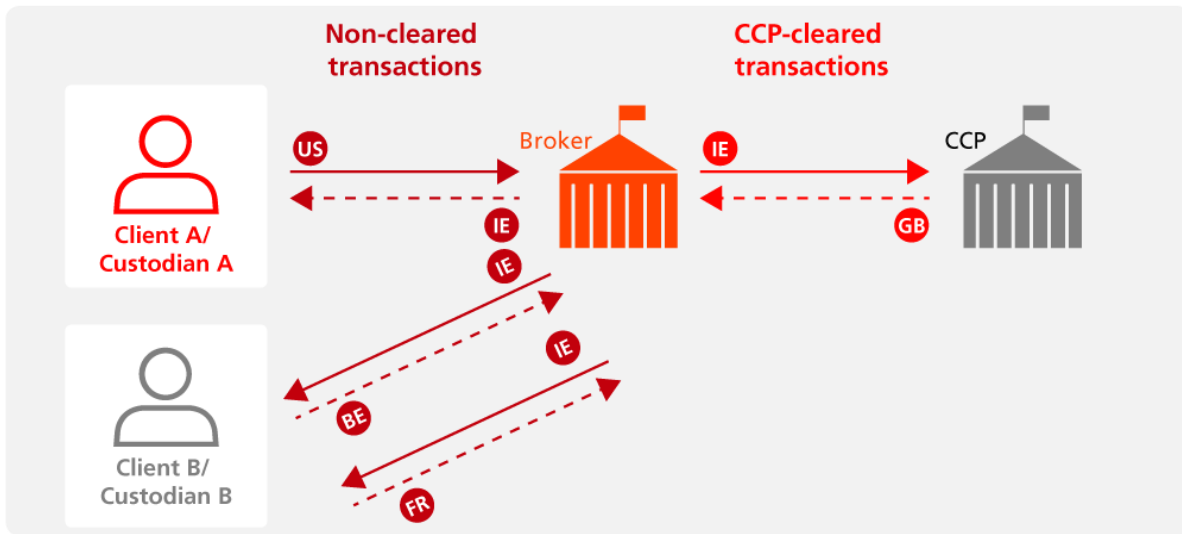 Non-cleared
transactions
CCP-cleared
transactions
US
Broker
IE
CCP
IE
GB
Client A/
Custodian A
IE
IE
BE
Client B/
Custodian B
FR